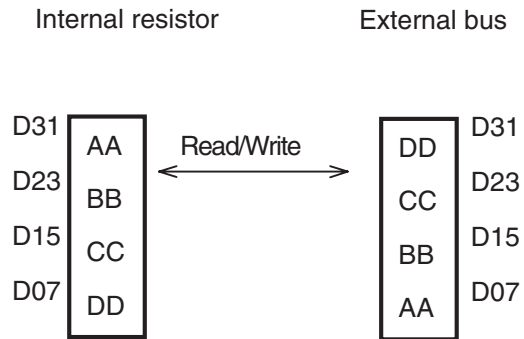 Internal resistor External bus
D31 D31
AA Read/Write DD
D23 D23
BB CC
D15 D15
CC BB
D07 D07
DD AA